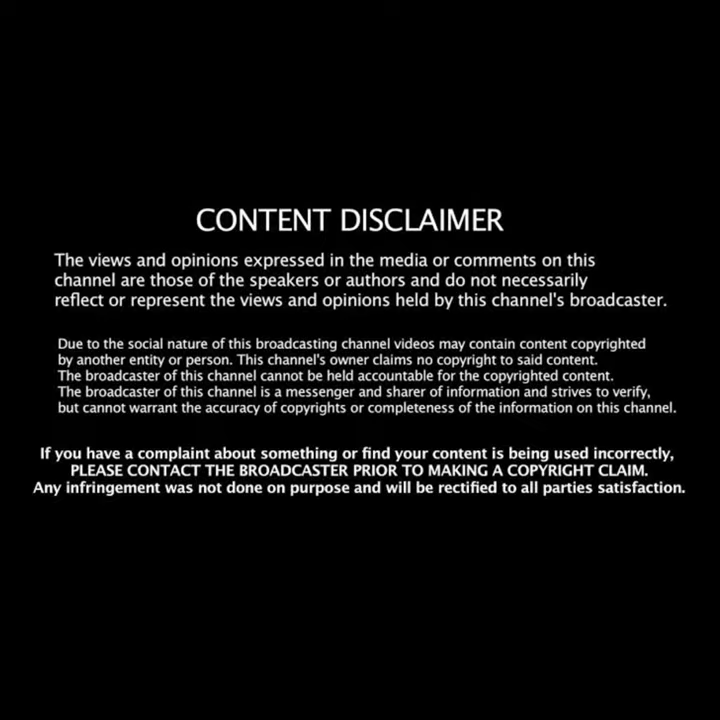 CONTENT DISCLAIMER
The views and opinions expressed in the media or comments on this
channel are those of the speakers or authors and do not necessarily
reflect or represent the views and opinions held by this channel's broadcaster.
Due to the social nature of this broadcasting channel videos may contain content copyrighted
by another entity or person. This channel's owner claims no copyright to said content.
The broadcaster of this channel cannot be held accountable for the copyrighted content.
The broadcaster of this channel is a messenger and sharer of information and strives to verify,
but cannot warrant the accuracy of copyrights or completeness of the information on this channel.
If you have a complaint about something or find your content is being used incorrectly,
PLEASE CONTACT THE BROADCASTER PRIOR TO MAKING A COPYRIGHT CLAIM.
Any infringement was not done on purpose and will be rectified to all parties satisfaction.